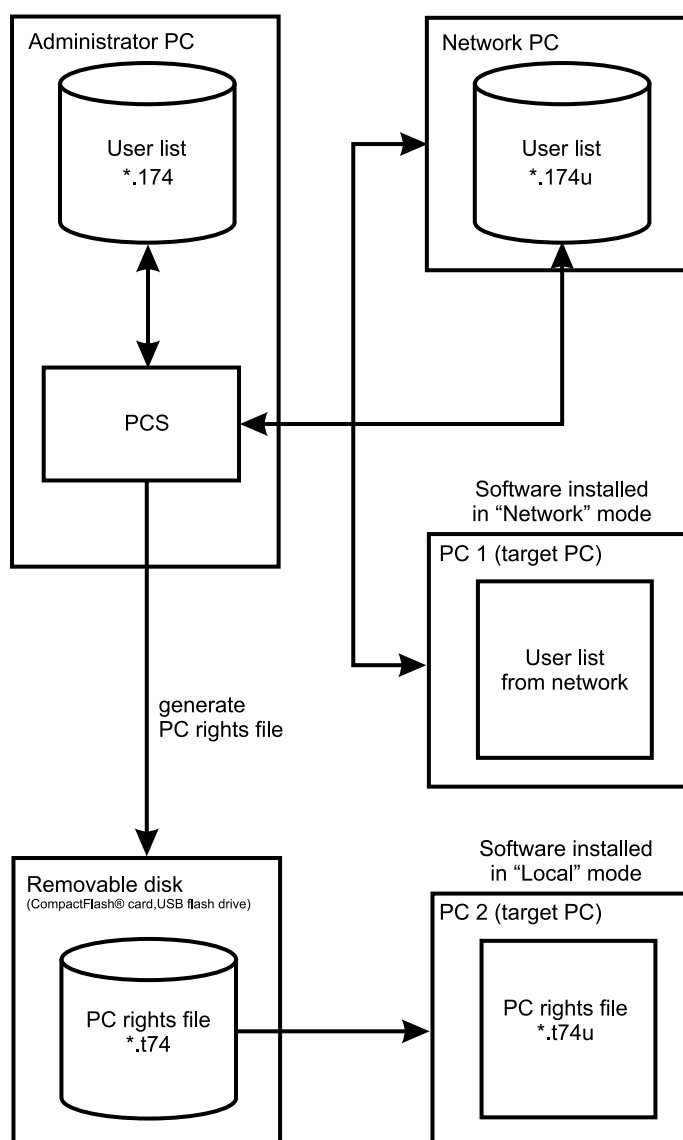 Administrator PC
User list
*.174
PCS
Network PC
User list
*.174u
Software installed
in “Network” mode
PC 1 (target PC)
User list
from network
generate
PC rights file
Removable disk
(CompactFlash® card,USB flash drive)
PC rights file
*.t74
Software installed
in “Local” mode
PC 2 (target PC)
PC rights file
*.t74u